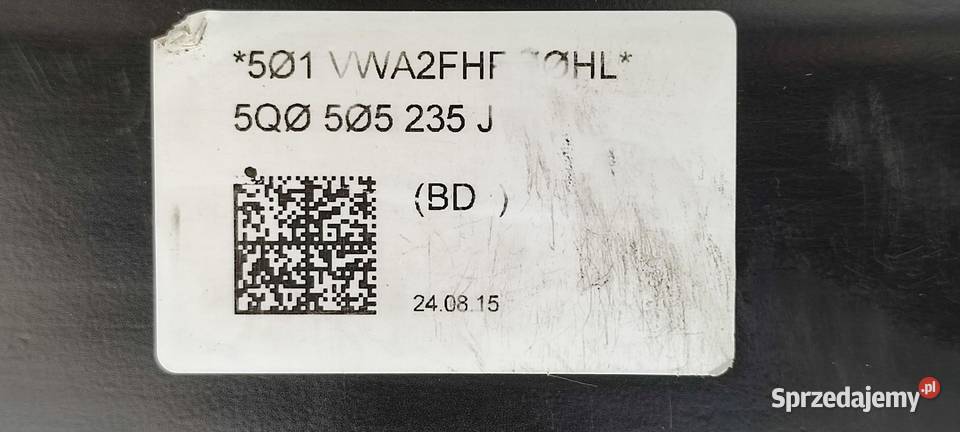 *5Ø1
5QØ 5Ø5 235 J
(BD )
24.08.15
Sprzedajemy.pl